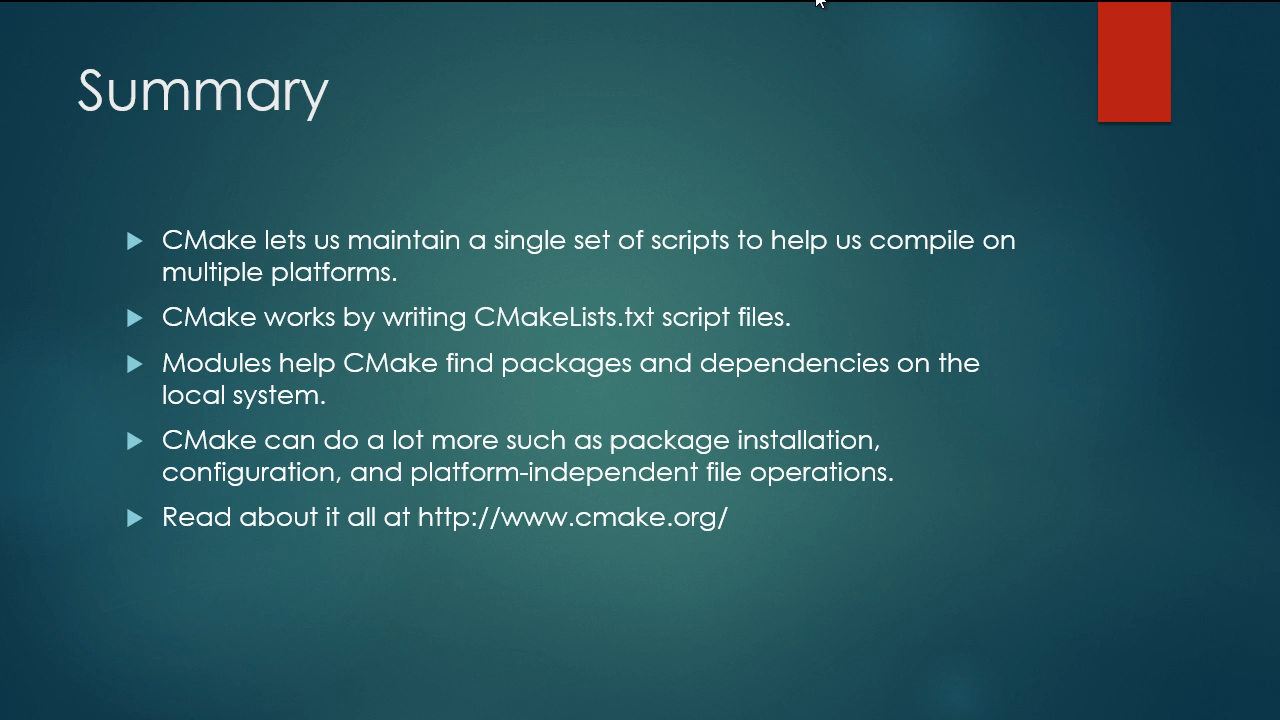 Summary
CMake lets us maintain a single set of scripts to help us compile on
multiple platforms.
CMake works by writing CMakeLists.txt script files.
Modules help CMake find packages and dependencies on the
local system.
CMake can do a lot more such as package installation,
configuration, and platform-independent file operations.
Read about it all at http://www.cmake.org/